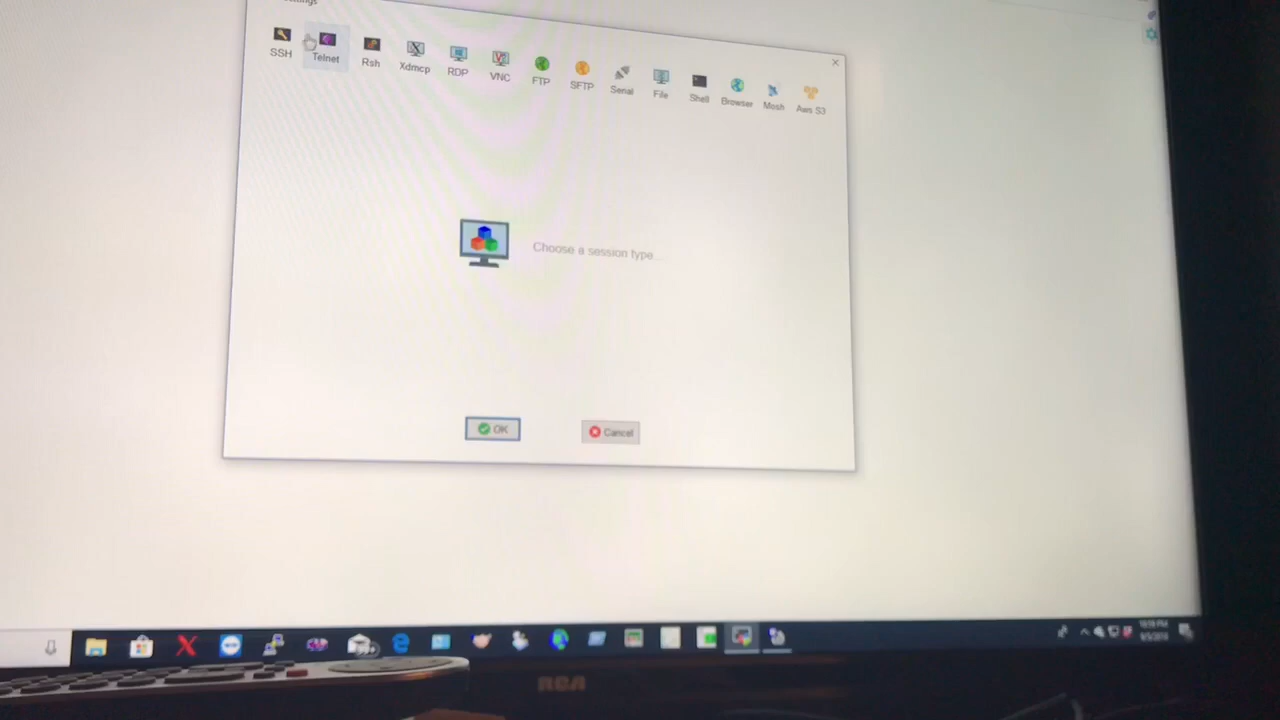 SSH
Telnet
Rsh
Xdmcp
RDP
VNC
FTP
SFTP
Serial
File
Shell
Browser
Mosh
Aws S3
Choose a session type...
OK
Cancel
RCA